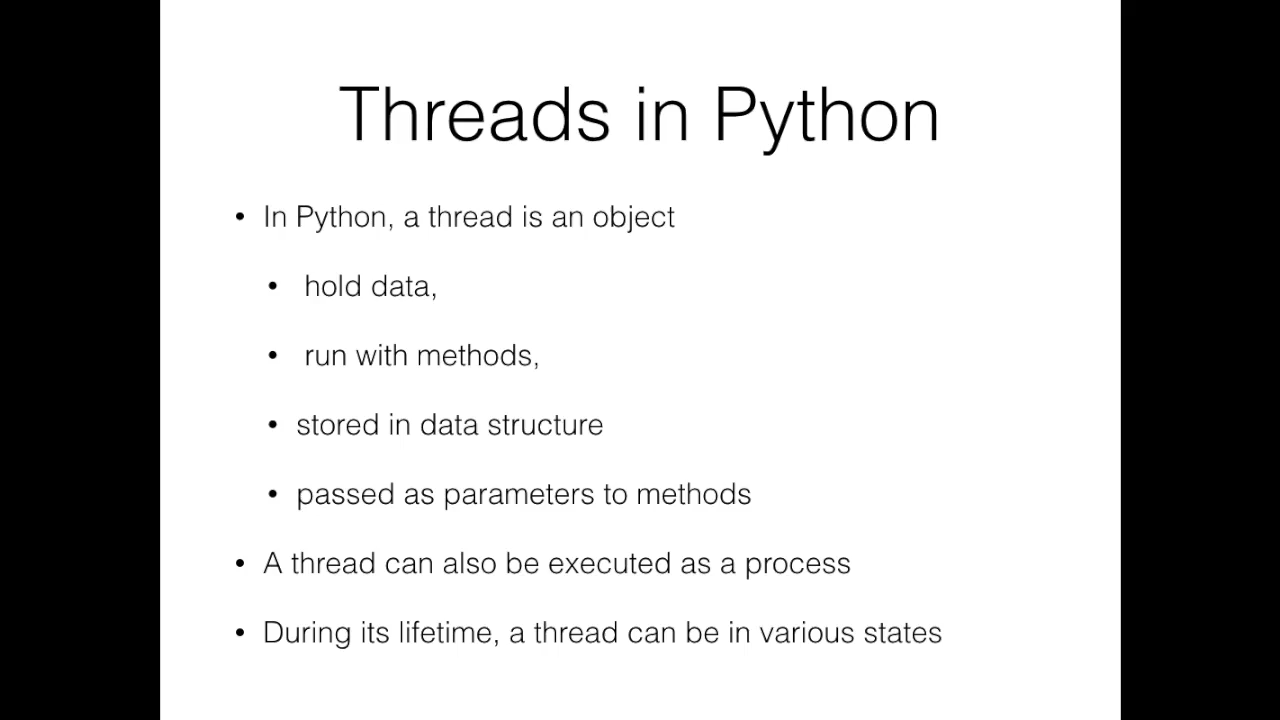 Threads in Python
• In Python, a thread is an object
• hold data,
• run with methods,
• stored in data structure
• passed as parameters to methods
• A thread can also be executed as a process
• During its lifetime, a thread can be in various states